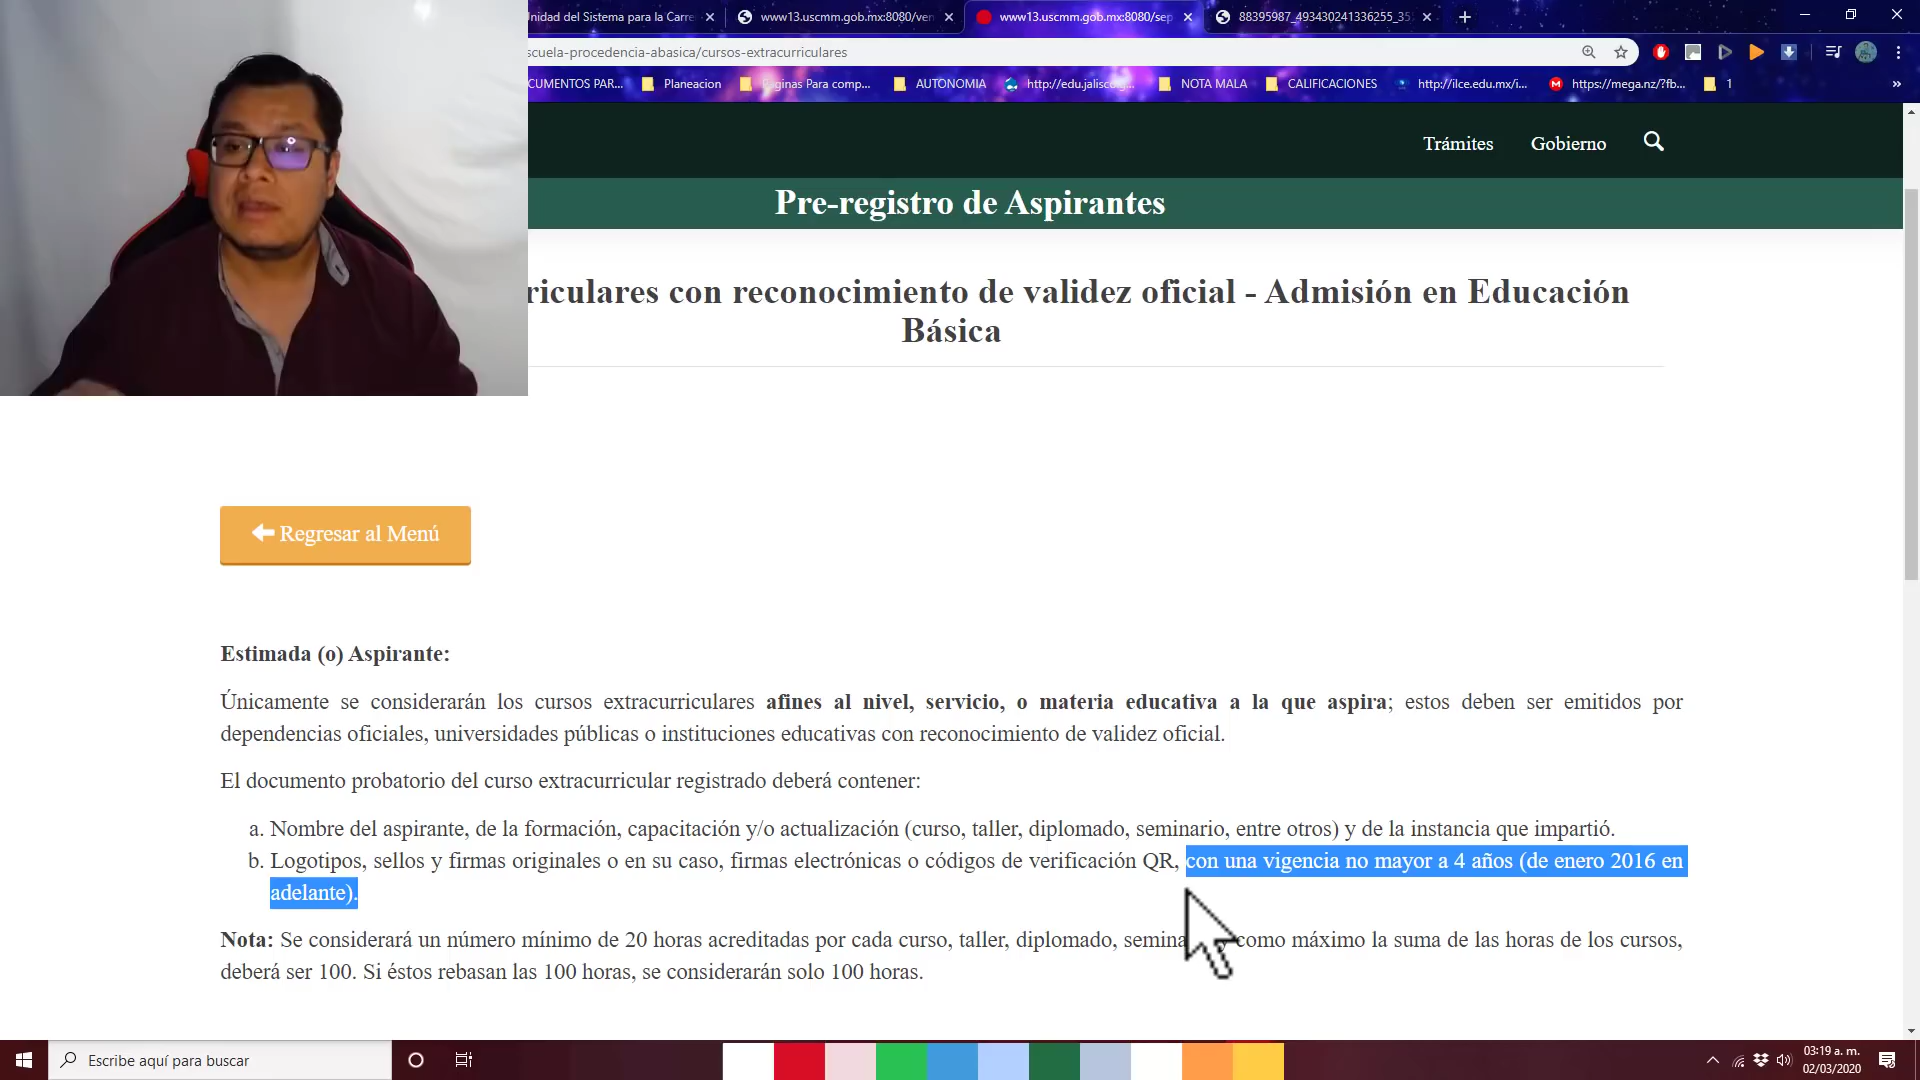 Unidad del Sistema para la Carre
www13.uscmm.gob.mx:8080/ven
www13.uscmm.gob.mx:8080/sep
88395987_493430241336255_35
scuela-procedencia-abasica/cursos-extracurriculares
CUMENTOS PAR...
Planeacion
Paginas Para comp...
AUTONOMIA
http://edu.jalisco.g...
NOTA MALA
CALIFICACIONES
http://ilce.edu.mx/i...
https://mega.nz/?fb...
1
»
Trámites
Gobierno
Pre-registro de Aspirantes
riculares con reconocimiento de validez oficial - Admisión en Educación
Básica
Regresar al Menú
Estimada (o) Aspirante:
Únicamente se considerarán los cursos extracurriculares afines al nivel, servicio, o materia educativa a la que aspira; estos deben ser emitidos por
dependencias oficiales, universidades públicas o instituciones educativas con reconocimiento de validez oficial.
El documento probatorio del curso extracurricular registrado deberá contener:
a. Nombre del aspirante, de la formación, capacitación y/o actualización (curso, taller, diplomado, seminario, entre otros) y de la instancia que impartió.
b. Logotipos, sellos y firmas originales o en su caso, firmas electrónicas o códigos de verificación QR, con una vigencia no mayor a 4 años (de enero 2016 en
adelante).
Nota: Se considerará un número mínimo de 20 horas acreditadas por cada curso, taller, diplomado, semina y como máximo la suma de las horas de los cursos,
deberá ser 100. Si éstos rebasan las 100 horas, se considerarán solo 100 horas.
Escribe aquí para buscar
03:19 a. m.
02/03/2020